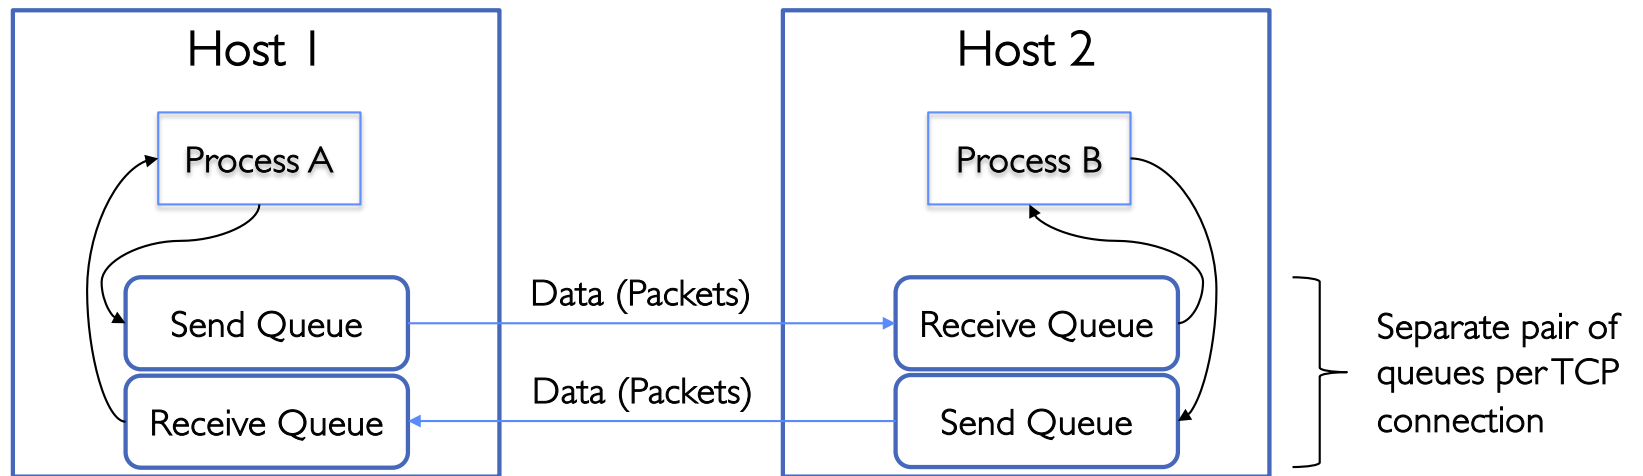 Host 1
Host 2
Process A
Process B
Data (Packets)
Send Queue
Receive Queue
Data (Packets)
Receive Queue
Send Queue
Separate pair of
queues per TCP
connection